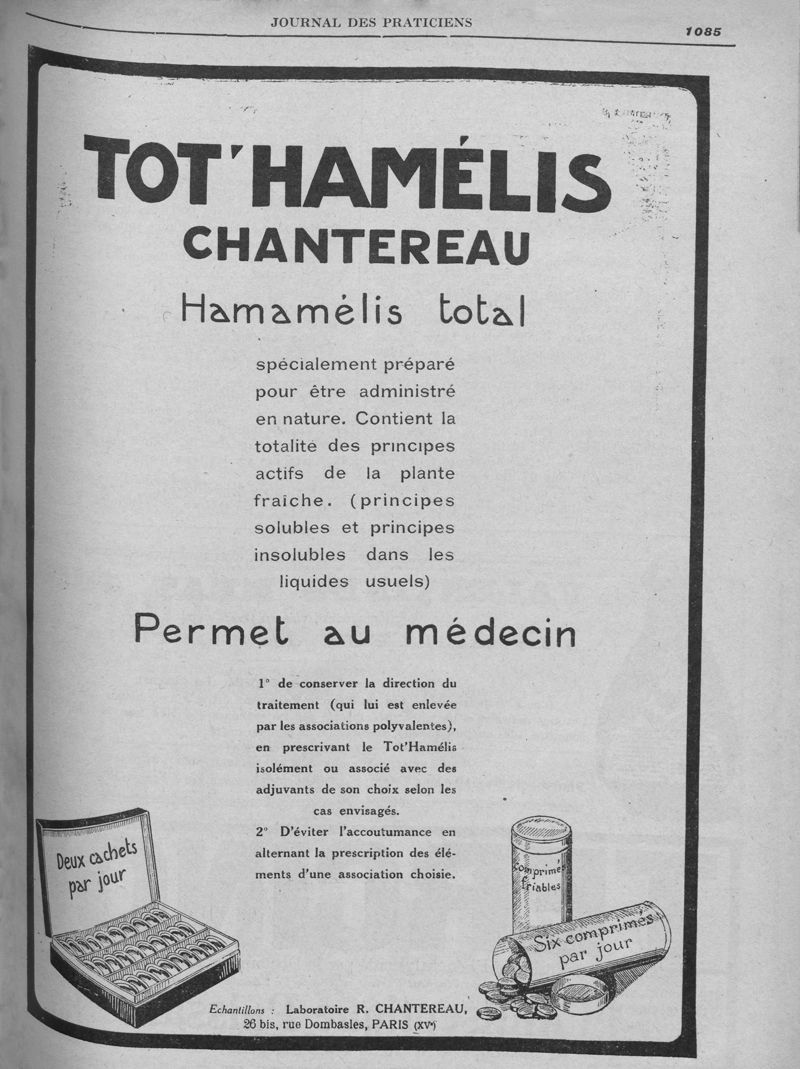 JOURNAL DES PRATICIENS
1085
TOT'HAMÉLIS
CHANTEREAU
Hamamélis total
spécialement préparé
pour être administré
en nature. Contient la
totalité des principes
actifs de la plante
fraîche. (principes
solubles et principes
insolubles dans les
liquides usuels)
Permet au médecin
1° de conserver la direction du
traitement (qui lui est enlevée
par les associations polyvalentes),
en prescrivant le Tot'Hamélis
isolément ou associé avec des
adjuvants de son choix selon les
cas envisagés.
2° D'éviter l'accoutumance en
alternant la prescription des élé-
ments d'une association choisie.
Deux cachets
par jour
comprimés
friables
Six comprimés
par jour
Echantillons : Laboratoire R. CHANTEREAU,
26 bis, rue Dombasles, PARIS (XVe)